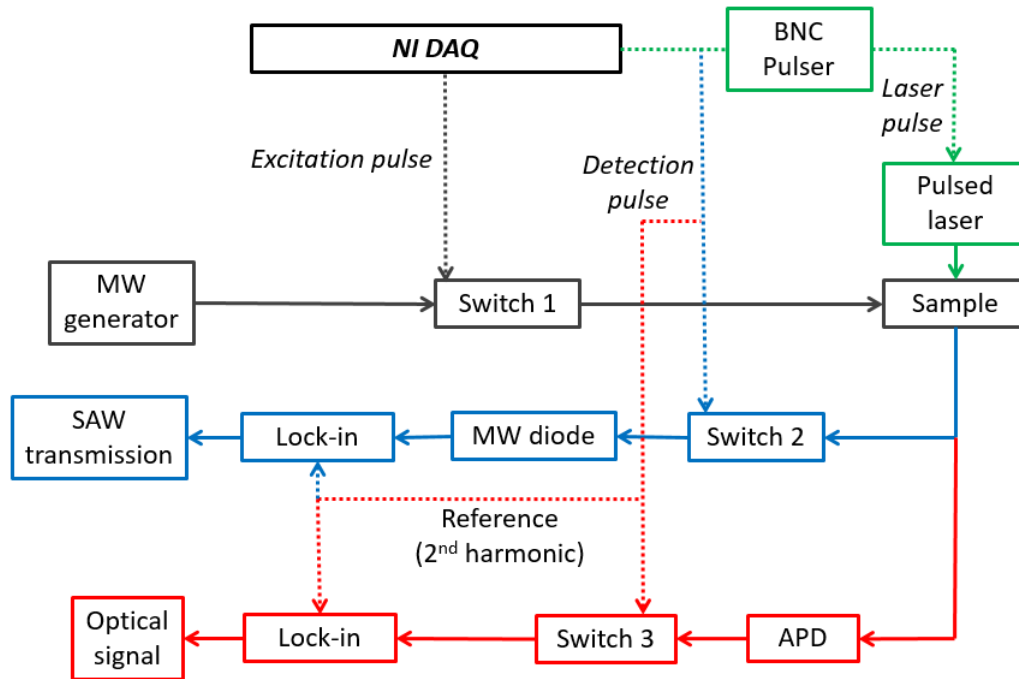 NI DAQ
BNC
Pulser
Laser
pulse
Excitation pulse
Detection
pulse
Pulsed
laser
MW
generator
Switch 1
Sample
SAW
transmission
Lock-in
MW diode
Switch 2
Reference
(2nd harmonic)
Optical
signal
Lock-in
Switch 3
APD